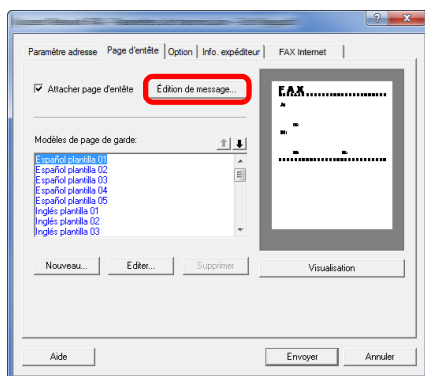 Paramètre adresse Page d'entête Option Info. expéditeur FAX Internet
Attacher page d'entête Édition de message...
FAX
Modèles de page de garde:
Español plantilla 01
Español plantilla 02
Español plantilla 03
Español plantilla 04
Español plantilla 05
Inglés plantilla 01
Inglés plantilla 02
Inglés plantilla 03
Nouveau... Editer... Supprimer Visualisation
Aide Envoyer Annuler